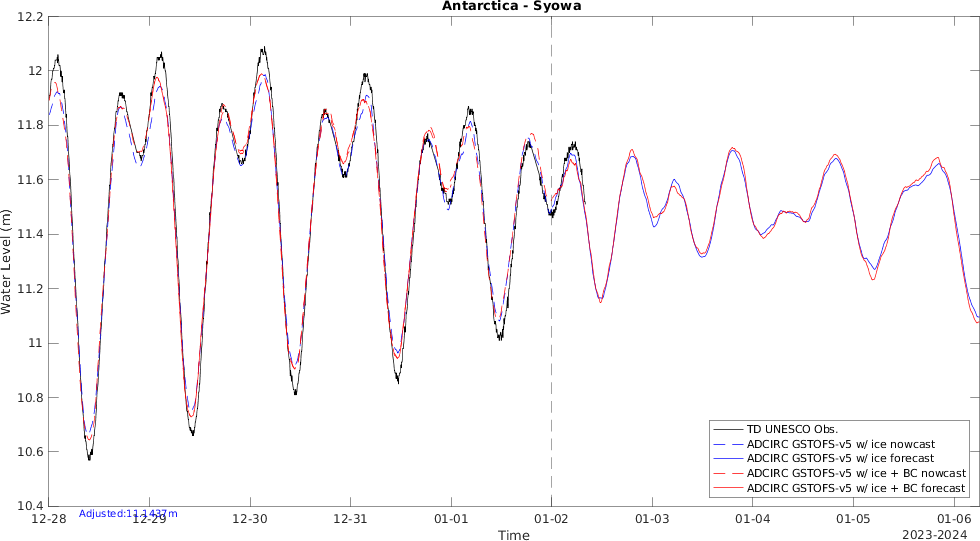 Antarctica - Syowa
12.2
12
11.8
11.6
11.4
11.2
11
10.8
10.6
10.4
Water Level (m)
TD UNESCO Obs.
ADCIRC GSTOFS-v5 w/ ice nowcast
ADCIRC GSTOFS-v5 w/ ice forecast
ADCIRC GSTOFS-v5 w/ ice + BC nowcast
ADCIRC GSTOFS-v5 w/ ice + BC forecast
Adjusted:11.1437m
12-28 12-29 12-30 12-31 01-01 01-02 01-03 01-04 01-05 01-06
Time
2023-2024